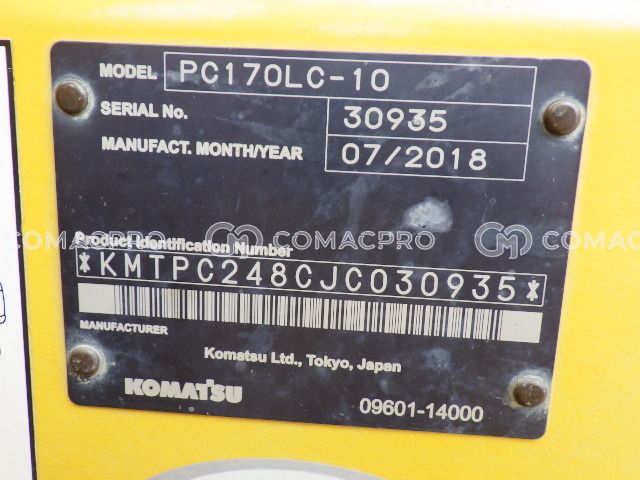 MODEL PC170LC-10
SERIAL No. 30935
MANUFACT. MONTH/YEAR 07/2018
COMACPRO COMACPRO COMAC
Product Identification Number
*KMTPC248CJC030935*
MANUFACTURER
Komatsu Ltd., Tokyo, Japan
KOMATSU
09601-14000